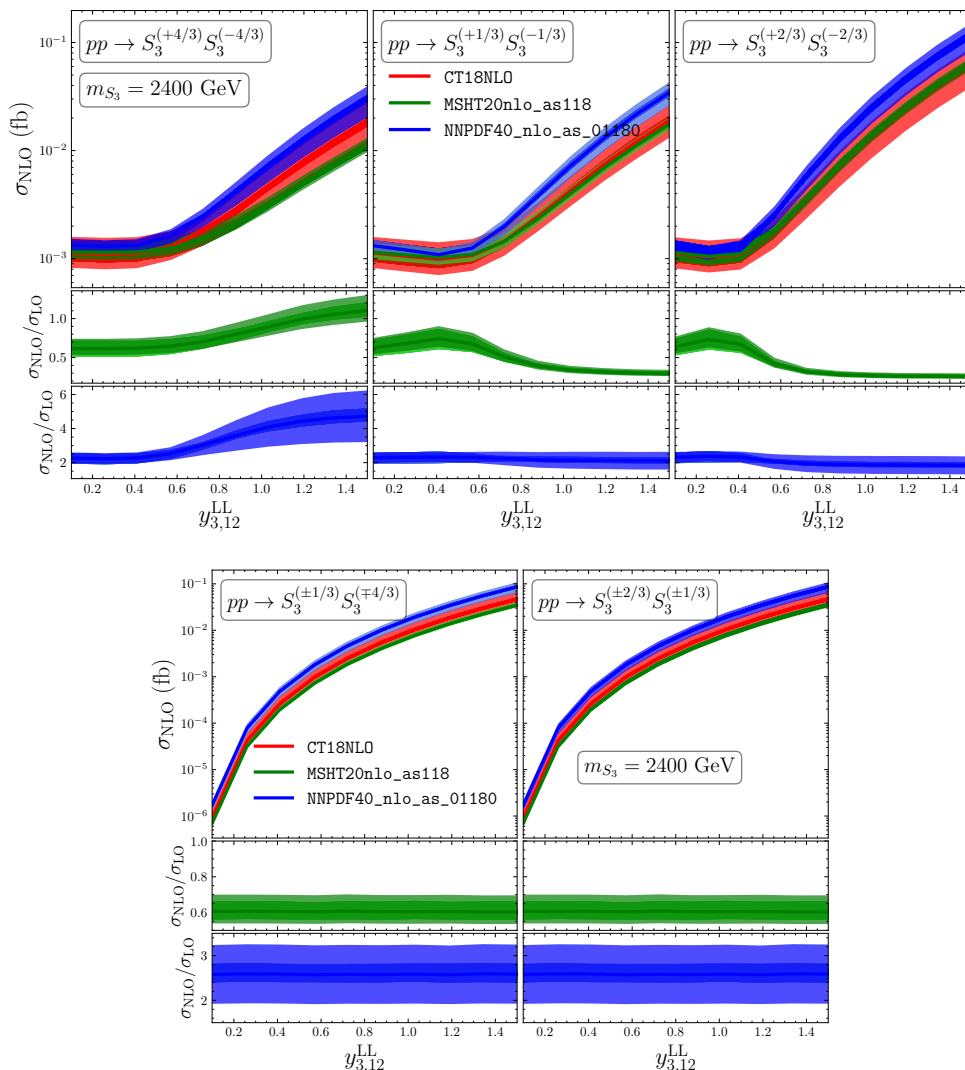 pp → S_3^{(+4/3)} S_3^{(-4/3)}
pp → S_3^{(+1/3)} S_3^{(-1/3)}
pp → S_3^{(+2/3)} S_3^{(-2/3)}
m_{S_3} = 2400 GeV
CT18NLO
MSHT20nlo_as118
NNPDF40_nlo_as_01180
σ_NLO (fb)
10^{-1}
10^{-2}
10^{-3}
σ_NLO/σ_LO
1.0
0.5
σ_NLO/σ_LO
6
4
2
0.2 0.4 0.6 0.8 1.0 1.2 1.4
0.2 0.4 0.6 0.8 1.0 1.2 1.4
0.2 0.4 0.6 0.8 1.0 1.2 1.4
y_{3,12}^{LL}
y_{3,12}^{LL}
y_{3,12}^{LL}
pp → S_3^{(±1/3)} S_3^{(∓4/3)}
pp → S_3^{(±2/3)} S_3^{(±1/3)}
σ_NLO (fb)
10^{-1}
10^{-2}
10^{-3}
10^{-4}
10^{-5}
10^{-6}
CT18NLO
MSHT20nlo_as118
NNPDF40_nlo_as_01180
m_{S_3} = 2400 GeV
σ_NLO/σ_LO
1.0
0.8
0.6
σ_NLO/σ_LO
3
2
0.2 0.4 0.6 0.8 1.0 1.2 1.4
0.2 0.4 0.6 0.8 1.0 1.2 1.4
y_{3,12}^{LL}
y_{3,12}^{LL}